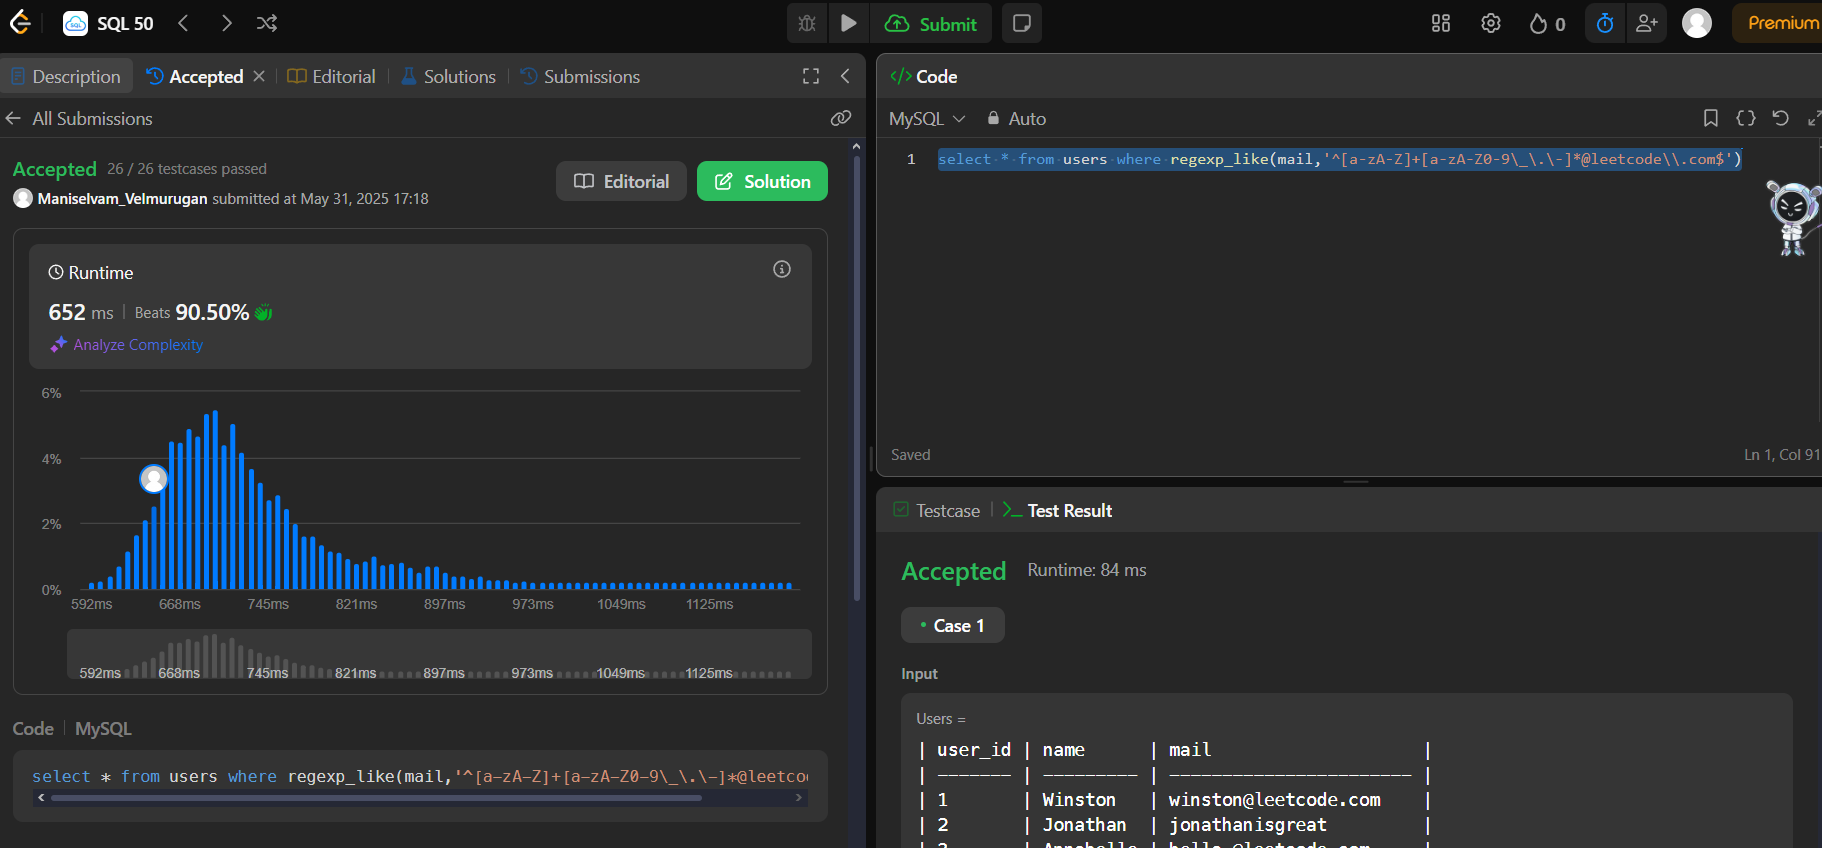 SQL 50
Submit
0
Premium
Description
Accepted
Editorial
Solutions
Submissions
All Submissions
Accepted 26 / 26 testcases passed
Maniselvam_Velmurugan submitted at May 31, 2025 17:18
Editorial
Solution
Runtime
652 ms | Beats 90.50%
Analyze Complexity
6%
4%
2%
0%
592ms 668ms 745ms 821ms 897ms 973ms 1049ms 1125ms
592ms 668ms 745ms 821ms 897ms 973ms 1049ms 1125ms
Code | MySQL
select * from users where regexp_like(mail,'^[a-zA-Z]+[a-zA-Z0-9\_\.\-]*@leetco
</> Code
MySQL
Auto
1 select * from users where regexp_like(mail,'^[a-zA-Z]+[a-zA-Z0-9\_\.\-]*@leetcode\\.com$')
Saved
Ln 1, Col 91
Testcase | >_ Test Result
Accepted Runtime: 84 ms
• Case 1
Input
Users =
| user_id | name | mail |
| ------- | --------- | ----------------------- |
| 1 | Winston | winston@leetcode.com |
| 2 | Jonathan | jonathanisgreat |